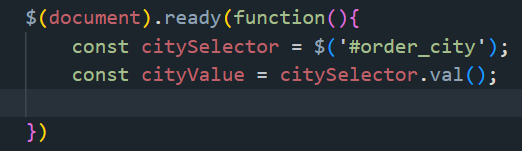 $(document).ready(function(){
    const citySelector = $('#order_city');
    const cityValue = citySelector.val();

})